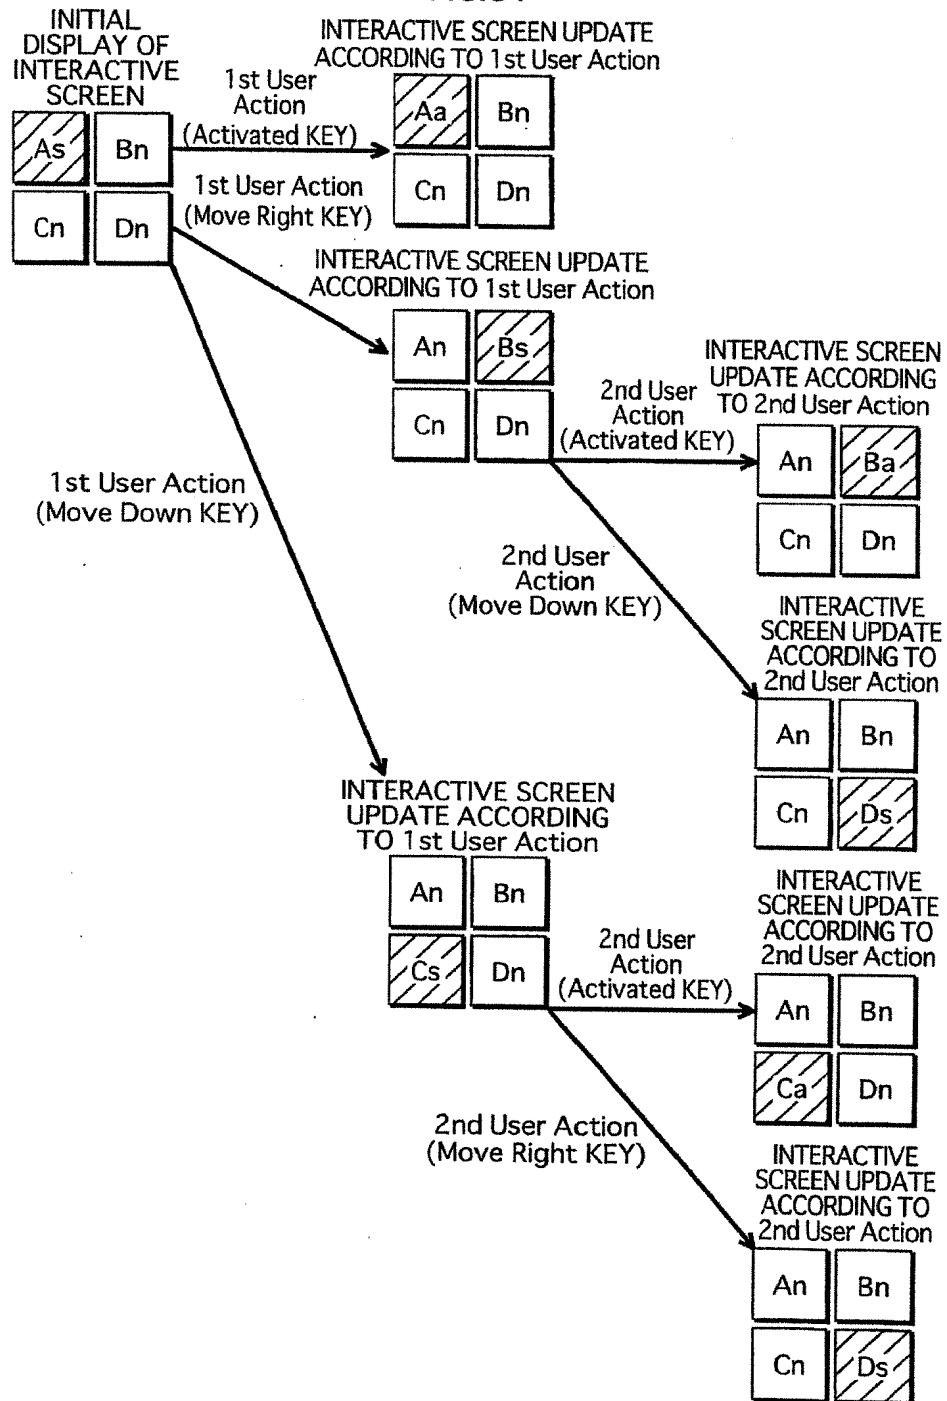 INITIAL
DISPLAY OF
INTERACTIVE
SCREEN
As
Bn
Cn
Dn
1st User
Action
(Activated KEY)
INTERACTIVE SCREEN UPDATE
ACCORDING TO 1st User Action
Aa
Bn
Cn
Dn
1st User Action
(Move Right KEY)
INTERACTIVE SCREEN UPDATE
ACCORDING TO 1st User Action
An
Bs
Cn
Dn
2nd User
Action
(Activated KEY)
INTERACTIVE SCREEN
UPDATE ACCORDING
TO 2nd User Action
An
Ba
Cn
Dn
2nd User
Action
(Move Down KEY)
INTERACTIVE
SCREEN UPDATE
ACCORDING TO
2nd User Action
An
Bn
Cn
Ds
1st User Action
(Move Down KEY)
INTERACTIVE SCREEN
UPDATE ACCORDING
TO 1st User Action
An
Bn
Cs
Dn
2nd User
Action
(Activated KEY)
INTERACTIVE
SCREEN UPDATE
ACCORDING TO
2nd User Action
An
Bn
Ca
Dn
2nd User Action
(Move Right KEY)
INTERACTIVE
SCREEN UPDATE
ACCORDING TO
2nd User Action
An
Bn
Cn
Ds